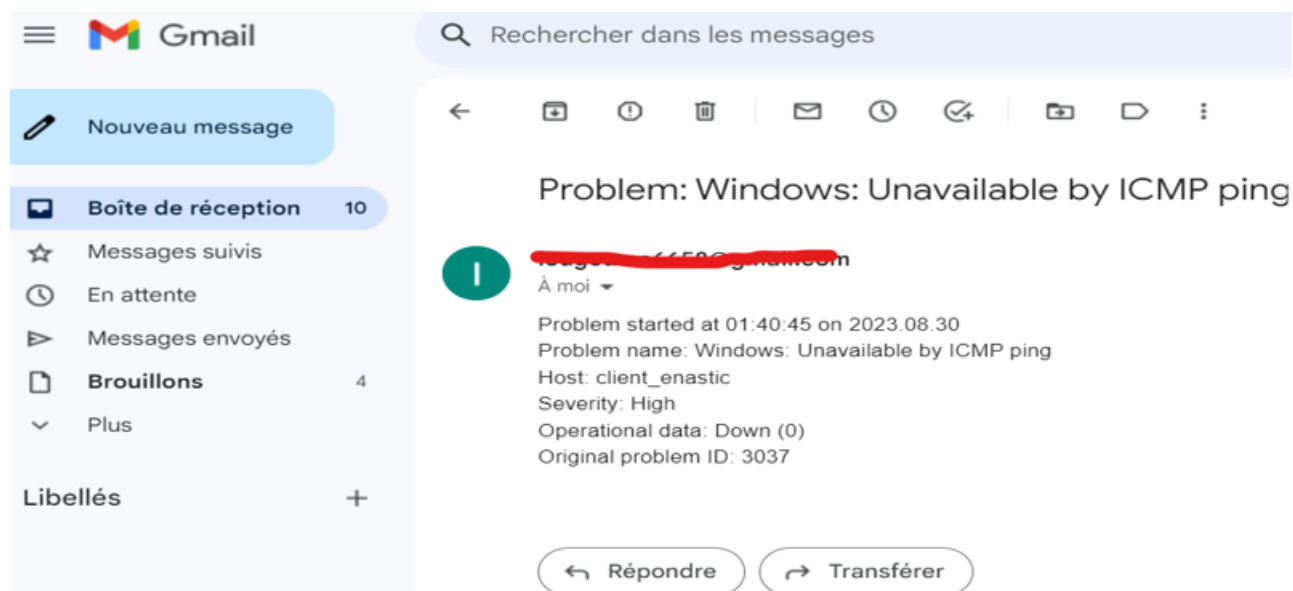 Gmail
Rechercher dans les messages
Nouveau message
Boîte de réception 10
Messages suivis
En attente
Messages envoyés
Brouillons 4
Plus
Libellés
Problem: Windows: Unavailable by ICMP ping
I
À moi
Problem started at 01:40:45 on 2023.08.30
Problem name: Windows: Unavailable by ICMP ping
Host: client_enastic
Severity: High
Operational data: Down (0)
Original problem ID: 3037
Répondre
Transférer